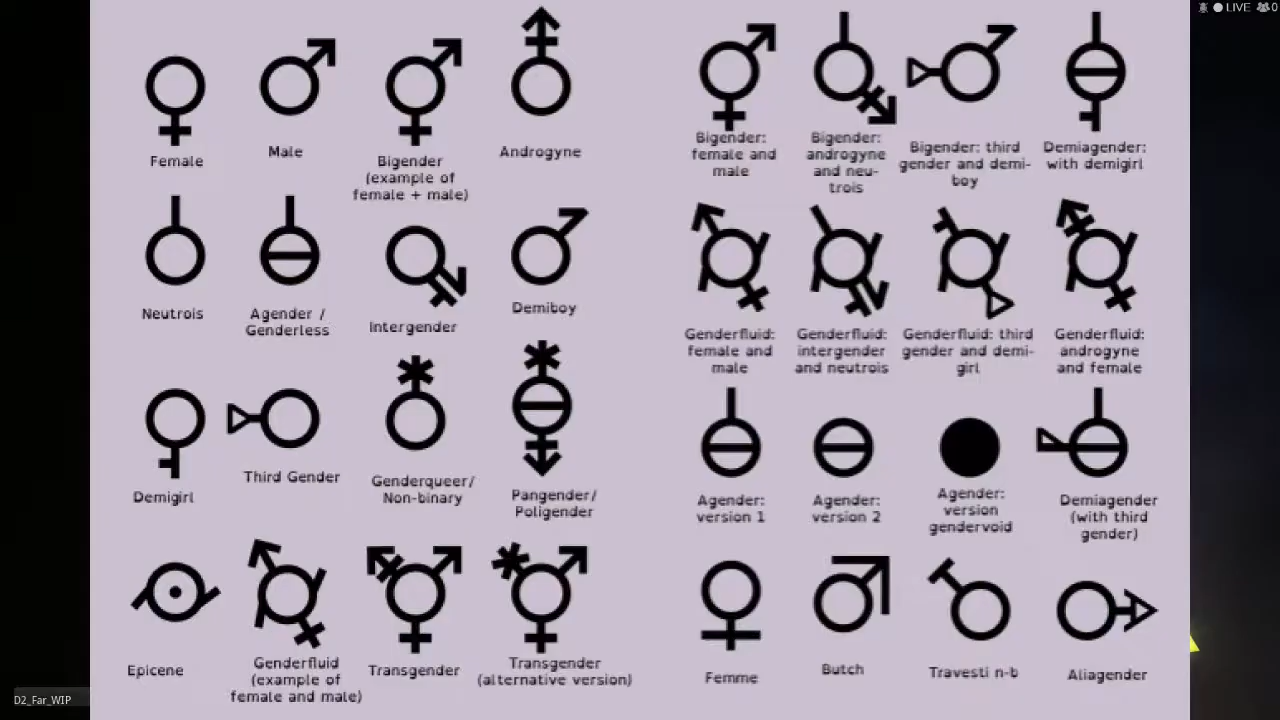 LIVE 0
Female
Male
Bigender
(example of
female + male)
Androgyne
Bigender:
female and
male
Bigender:
androgyne
and neu-
trois
Bigender: third
gender and demi-
boy
Demiagender:
with demigirl
Neutrois
Agender /
Genderless
Intergender
Demiboy
Genderfluid:
female and
male
Genderfluid:
intergender
and neutrois
Genderfluid: third
gender and demi-
girl
Genderfluid:
androgyne
and female
Demigirl
Third Gender
Genderqueer/
Non-binary
Pangender/
Poligender
Agender:
version 1
Agender:
version 2
Agender:
version
gendervoid
Demiagender
(with third
gender)
Epicene
Genderfluid
(example of
female and male)
Transgender
Transgender
(alternative version)
Femme
Butch
Travesti n-b
Aliagender
D2_Far_WIP